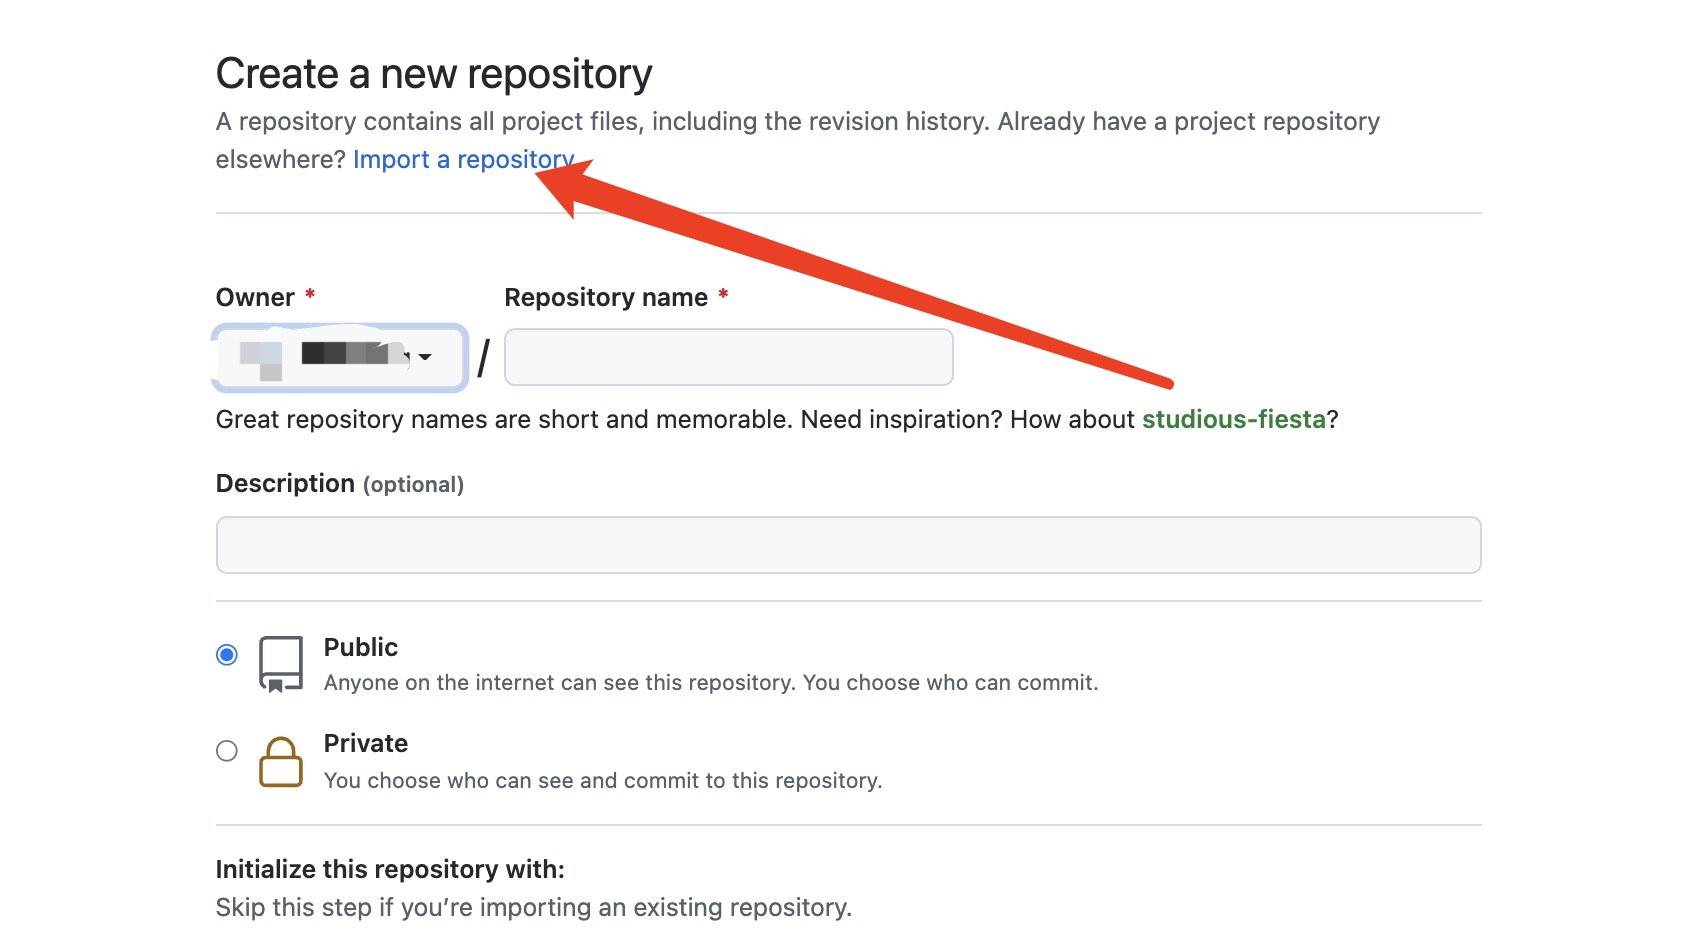 Create a new repository
A repository contains all project files, including the revision history. Already have a project repository
elsewhere? Import a repository.
Owner *
Repository name *
/
Great repository names are short and memorable. Need inspiration? How about studious-fiesta?
Description (optional)
Public
Anyone on the internet can see this repository. You choose who can commit.
Private
You choose who can see and commit to this repository.
Initialize this repository with:
Skip this step if you’re importing an existing repository.